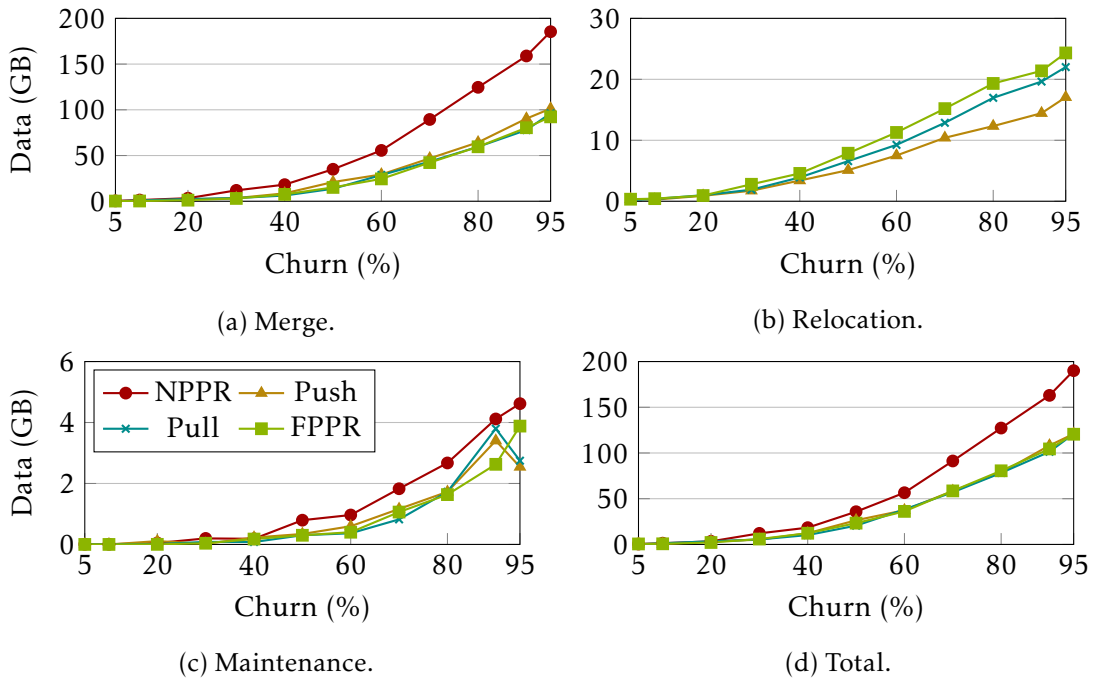 200
150
100
50
0
Data (GB)
5 20 40 60 80 95
Churn (%)
(a) Merge.
30
20
10
0
5 20 40 60 80 95
Churn (%)
(b) Relocation.
6
4
2
0
Data (GB)
NPPR Push
Pull FPPR
5 20 40 60 80 95
Churn (%)
(c) Maintenance.
200
150
100
50
0
5 20 40 60 80 95
Churn (%)
(d) Total.